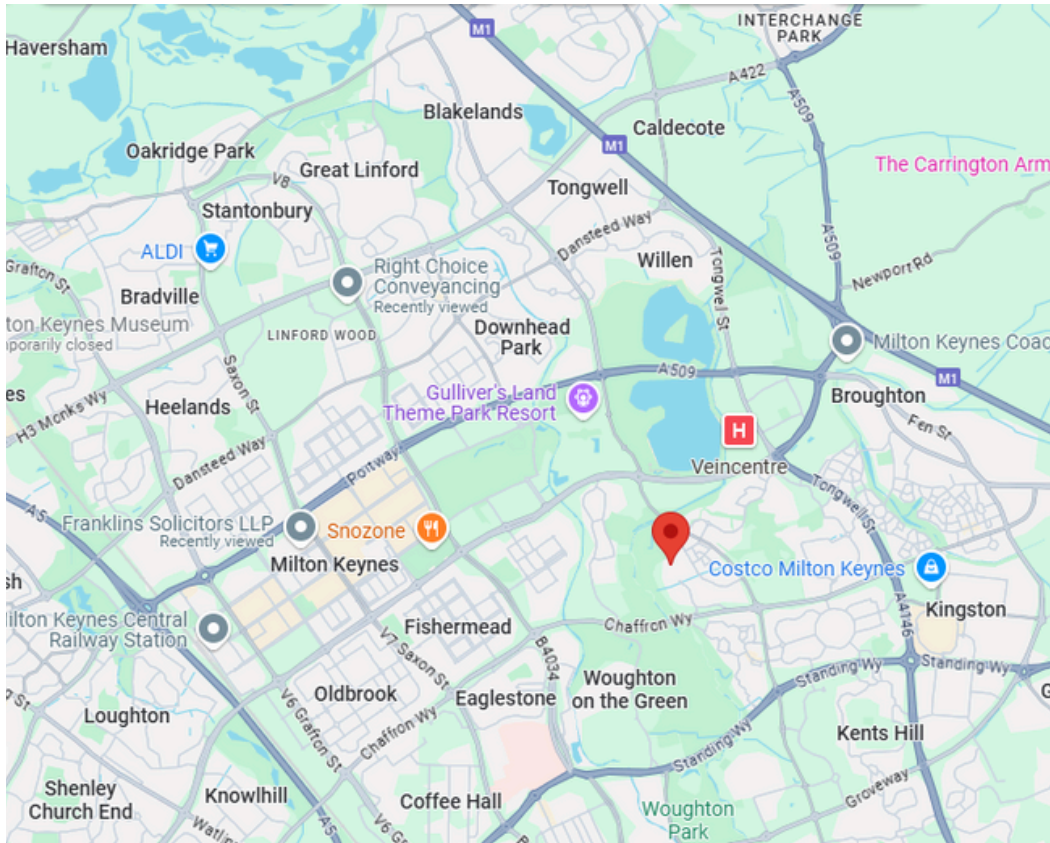 INTERCHANGE
PARK
M1
Haversham
A422
A509
Blakelands
Caldecote
M1
Oakridge Park
Great Linford
The Carrington Arm
V8
Tongwell
Stantonbury
Dansteed Way
A509
ALDI
Willen
Tongwell St
Newport Rd
Grafton St
Right Choice
Conveyancing
Recently viewed
Bradville
ton Keynes Museum
mporarily closed
LINFORD WOOD
Downhead
Park
Milton Keynes Coac
A509
M1
es
Saxon St
Gulliver's Land
Theme Park Resort
Broughton
H3 Monks Wy
Heelands
Fen St
H
Dansteed Way
Portway
Veincentre
Tongwell St
A5
Franklins Solicitors LLP
Recently viewed
Snozone
Milton Keynes
Costco Milton Keynes
sh
A4146
Kingston
ilton Keynes Central
Railway Station
Fishermead
Chaffron Wy
B4034
V7 Saxon St
Standing Wy
Standing Wy
Woughton
on the Green
Oldbrook
Eaglestone
G
V6 Grafton St
Loughton
Chaffron Wy
Standing Wy
Kents Hill
Shenley
Church End
Knowlhill
Coffee Hall
Groveway
Woughton
Park
A5
V6 Gr
Watlin
B